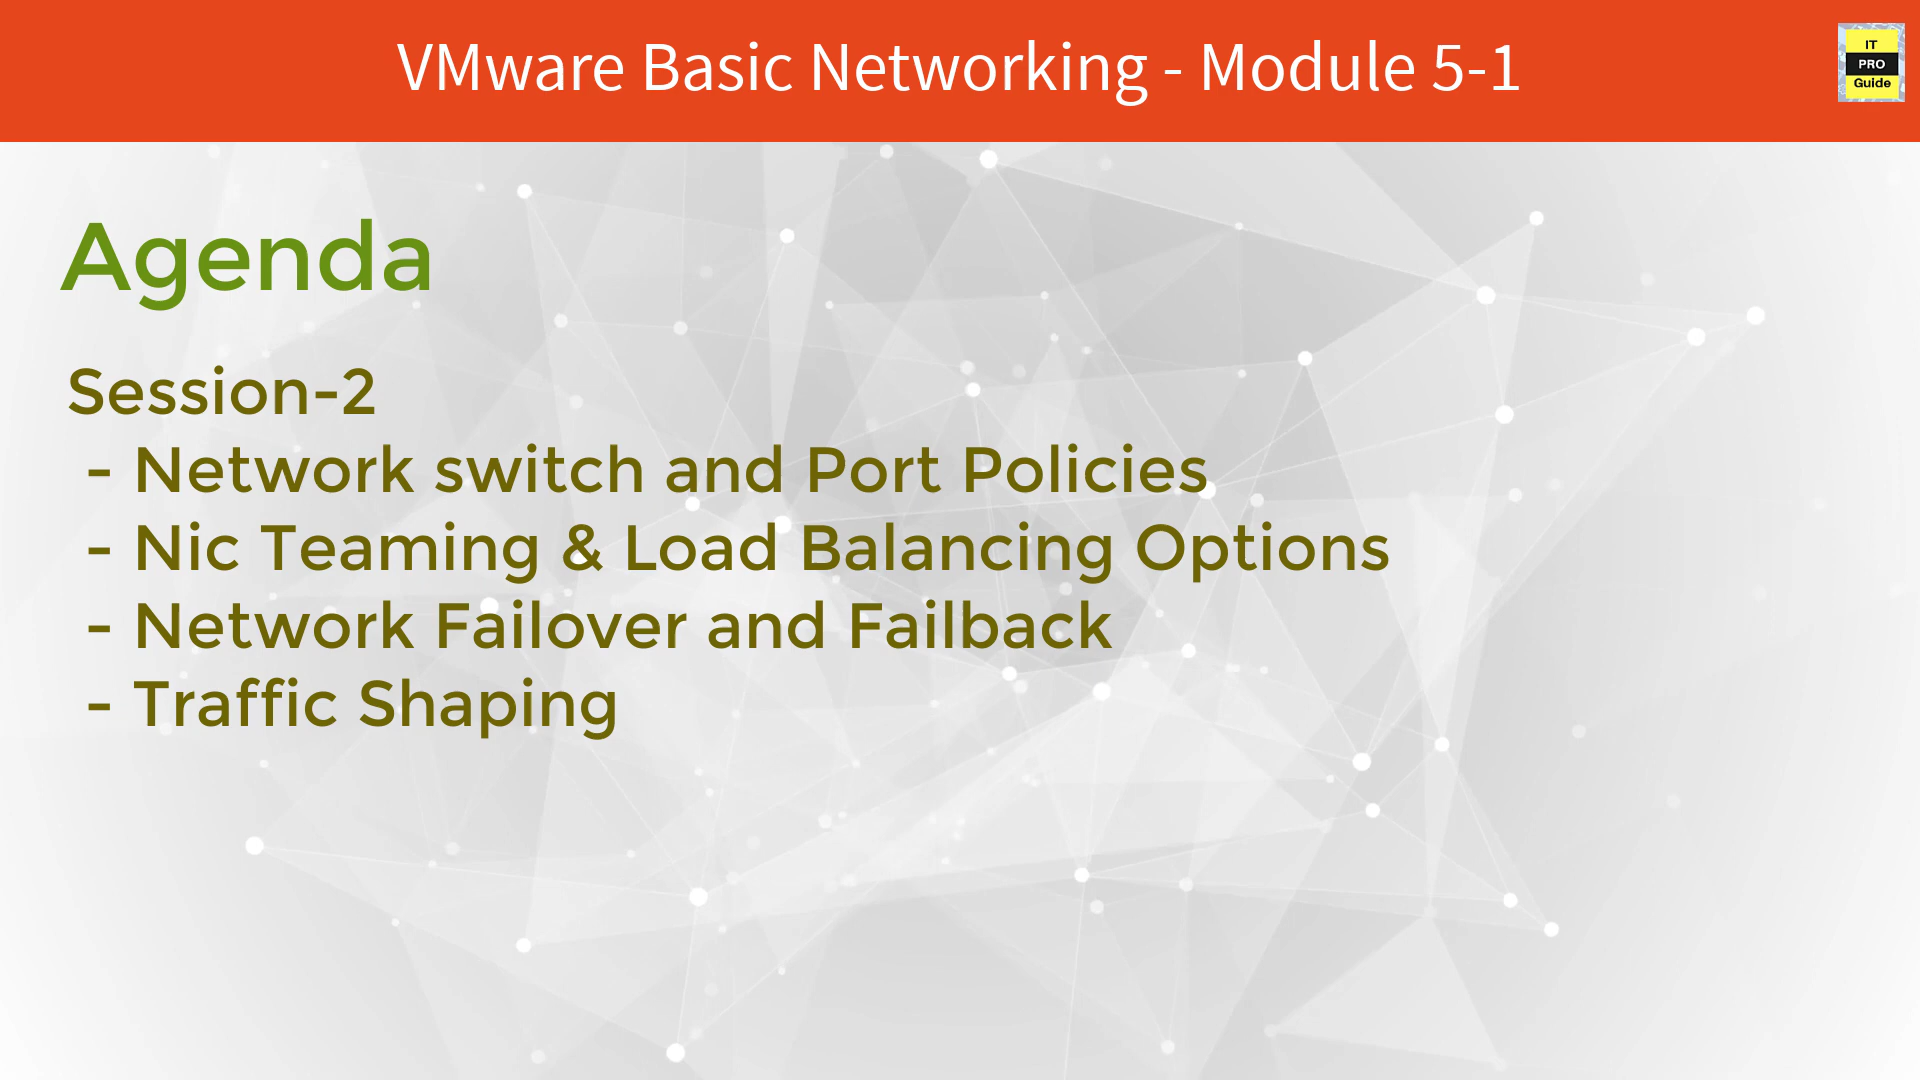 VMware Basic Networking - Module 5-1
IT
PRO
Guide
Agenda
Session-2
- Network switch and Port Policies
- Nic Teaming & Load Balancing Options
- Network Failover and Failback
- Traffic Shaping